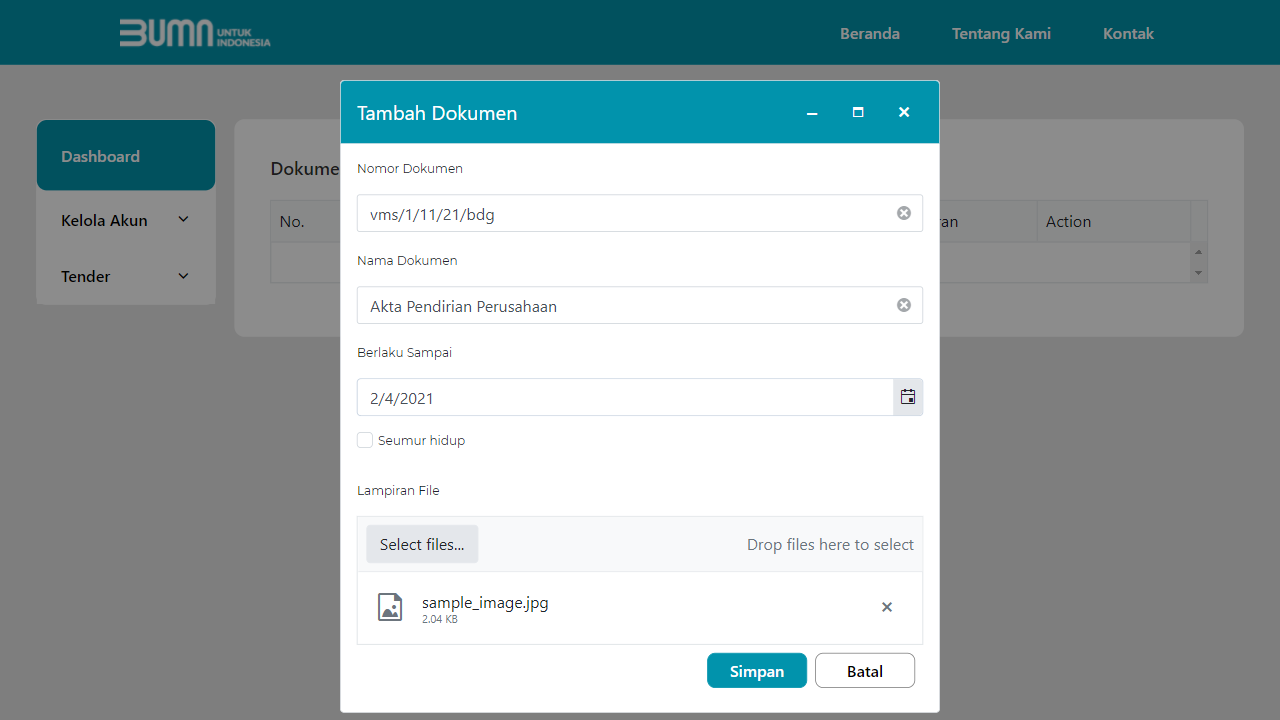 BUMN UNTUK INDONESIA
Beranda
Tentang Kami
Kontak
Tambah Dokumen
Dashboard
Kelola Akun
Tender
No.
Action
Nomor Dokumen
vms/1/11/21/bdg
Nama Dokumen
Akta Pendirian Perusahaan
Berlaku Sampai
2/4/2021
Seumur hidup
Lampiran File
Select files...
Drop files here to select
sample_image.jpg
2.04 KB
Simpan
Batal